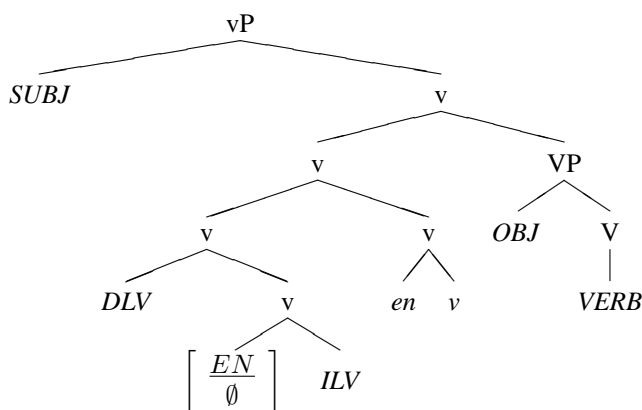 vP
SUBJ v
v VP
v v OBJ V
DLV v en v VERB
[ EN / ∅ ] ILV